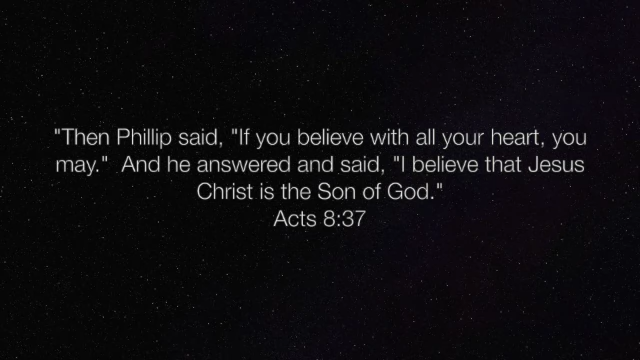 "Then Phillip said, "If you believe with all your heart, you
may."  And he answered and said, "I believe that Jesus
Christ is the Son of God."
Acts 8:37